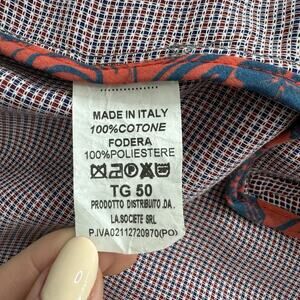 MADE IN ITALY
100%COTONE
FODERA
100%POLIESTERE
TG 50
PRODOTTO DISTRIBUITO .DA .
LA.SOCIETE SRL
P.IVA02112720970(PO)